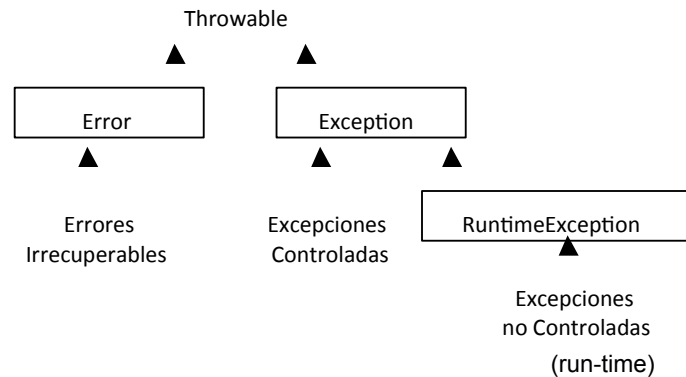 Throwable
Error
Exception
Errores
Irrecuperables
Excepciones
Controladas
RuntimeException
Excepciones
no Controladas
(run-time)